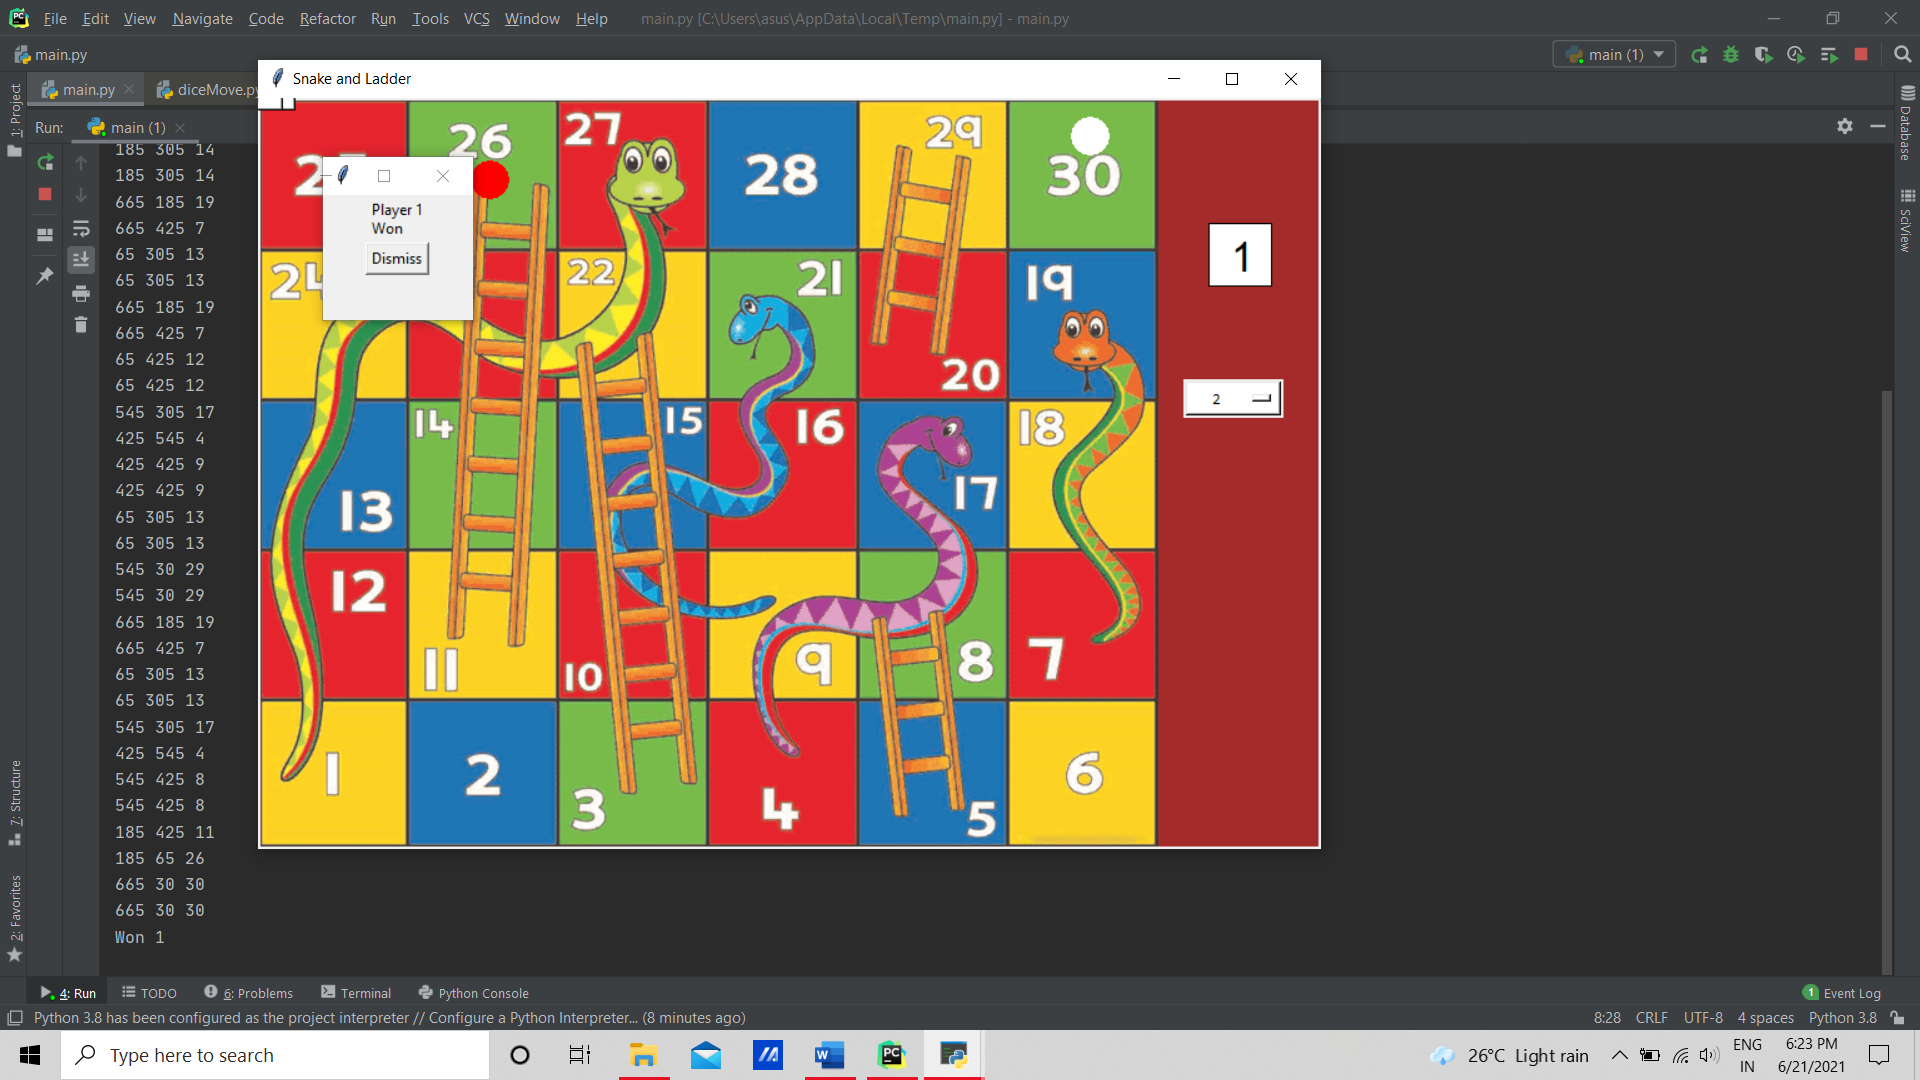 File Edit View Navigate Code Refactor Run Tools VCS Window Help main.py [C:\Users\asus\AppData\Local\Temp\main.py] - main.py
main.py
main (1)
main.py
diceMove.py
Run:
main (1)
185 305 14
185 305 14
665 185 19
665 425 7
65 305 13
65 305 13
665 185 19
665 425 7
65 425 12
65 425 12
545 305 17
425 545 4
425 425 9
425 425 9
65 305 13
65 305 13
545 30 29
545 30 29
665 185 19
665 425 7
65 305 13
65 305 13
545 305 17
425 545 4
545 425 8
545 425 8
185 425 11
185 65 26
665 30 30
665 30 30
Won 1
1: Project
7: Structure
2: Favorites
Database
SciView
Snake and Ladder
26 27 28 29 30
Player 1
Won
Dismiss
24 22 21 20 19
13 14 15 16 17 18
12 11 10 9 8 7
1 2 3 4 5 6
1
2
4: Run TODO 6: Problems Terminal Python Console
1 Event Log
Python 3.8 has been configured as the project interpreter // Configure a Python Interpreter... (8 minutes ago)
8:28 CRLF UTF-8 4 spaces Python 3.8
Type here to search
26°C Light rain
ENG
IN
6:23 PM
6/21/2021